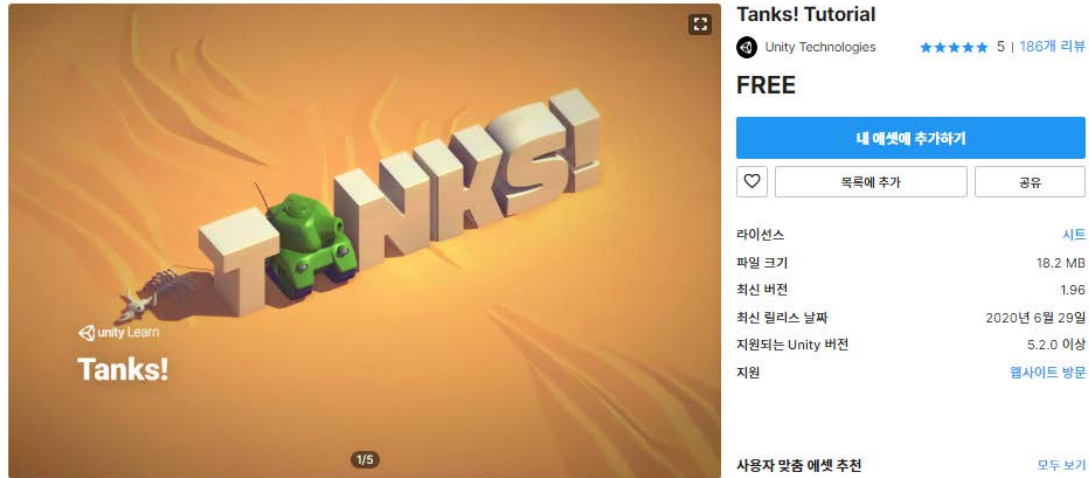 TANKS!
unity Learn
Tanks!
1/5
Tanks! Tutorial
Unity Technologies
5 | 186개 리뷰
FREE
내 에셋에 추가하기
목록에 추가
공유
라이선스
시트
파일 크기
18.2 MB
최신 버전
1.96
최신 릴리스 날짜
2020년 6월 29일
지원되는 Unity 버전
5.2.0 이상
지원
웹사이트 방문
사용자 맞춤 에셋 추천
모두 보기